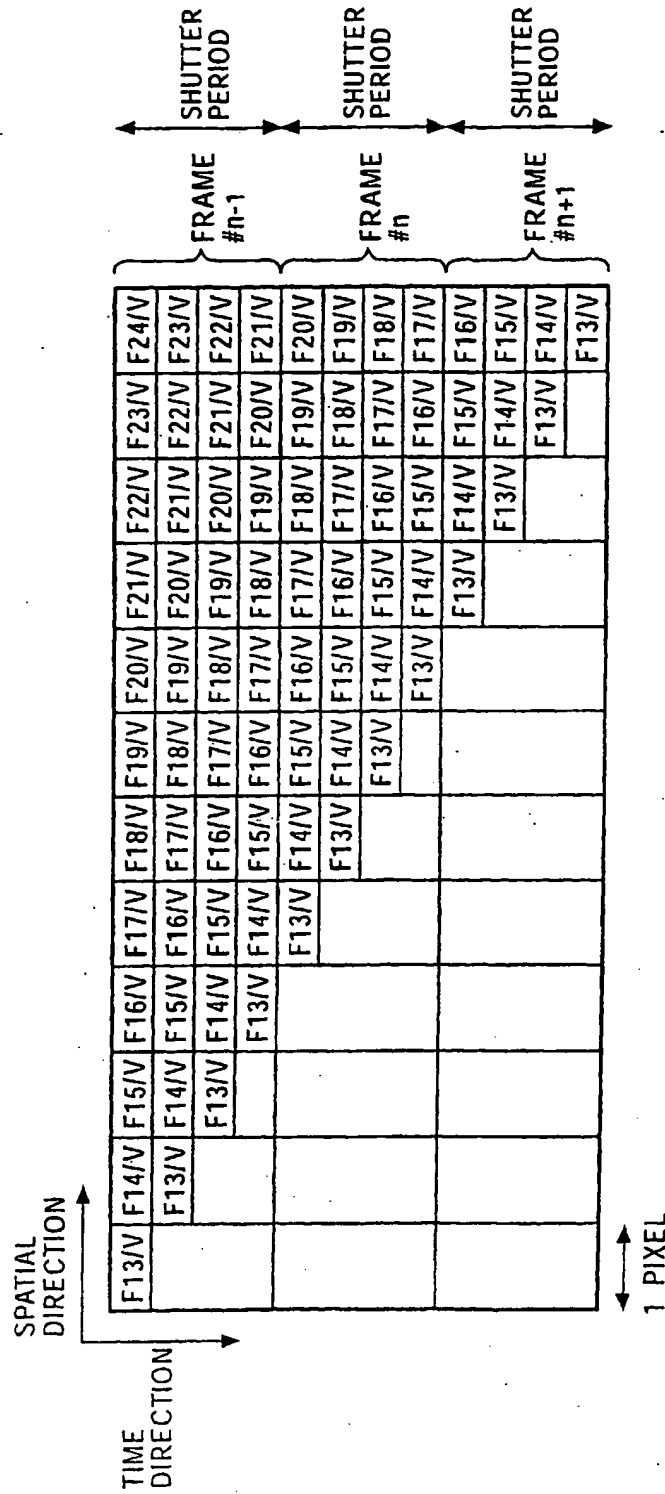 SPATIAL
DIRECTION
TIME
DIRECTION
F13/V F14/V F15/V F16/V F17/V F18/V F19/V F20/V F21/V F22/V F23/V F24/V
F13/V F14/V F15/V F16/V F17/V F18/V F19/V F20/V F21/V F22/V F23/V
F13/V F14/V F15/V F16/V F17/V F18/V F19/V F20/V F21/V F22/V
F13/V F14/V F15/V F16/V F17/V F18/V F19/V F20/V F21/V
F13/V F14/V F15/V F16/V F17/V F18/V F19/V F20/V
F13/V F14/V F15/V F16/V F17/V F18/V F19/V
F13/V F14/V F15/V F16/V F17/V F18/V
F13/V F14/V F15/V F16/V F17/V
F13/V F14/V F15/V F16/V
F13/V F14/V F15/V
F13/V F14/V
F13/V
FRAME
#n-1
SHUTTER
PERIOD
FRAME
#n
SHUTTER
PERIOD
FRAME
#n+1
SHUTTER
PERIOD
1 PIXEL